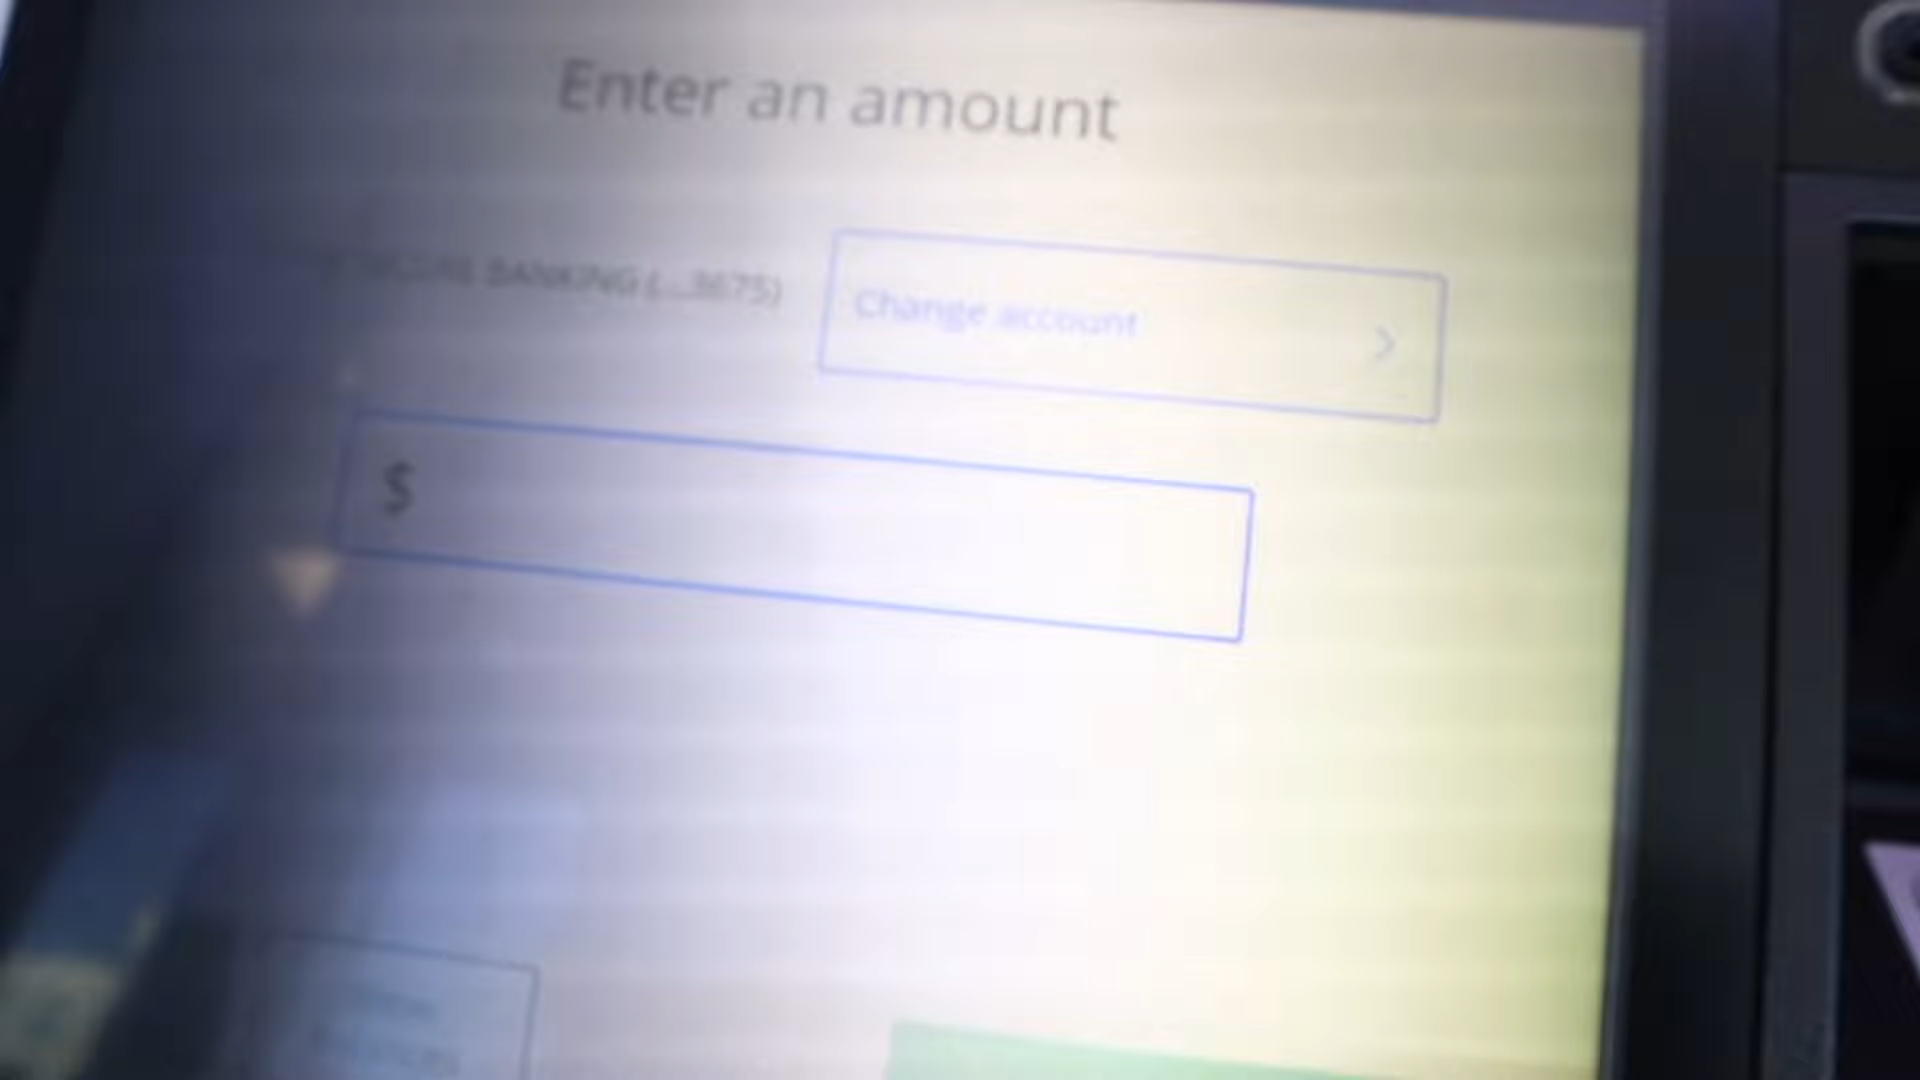 Enter an amount
BANKING (...3675)
Change account
$